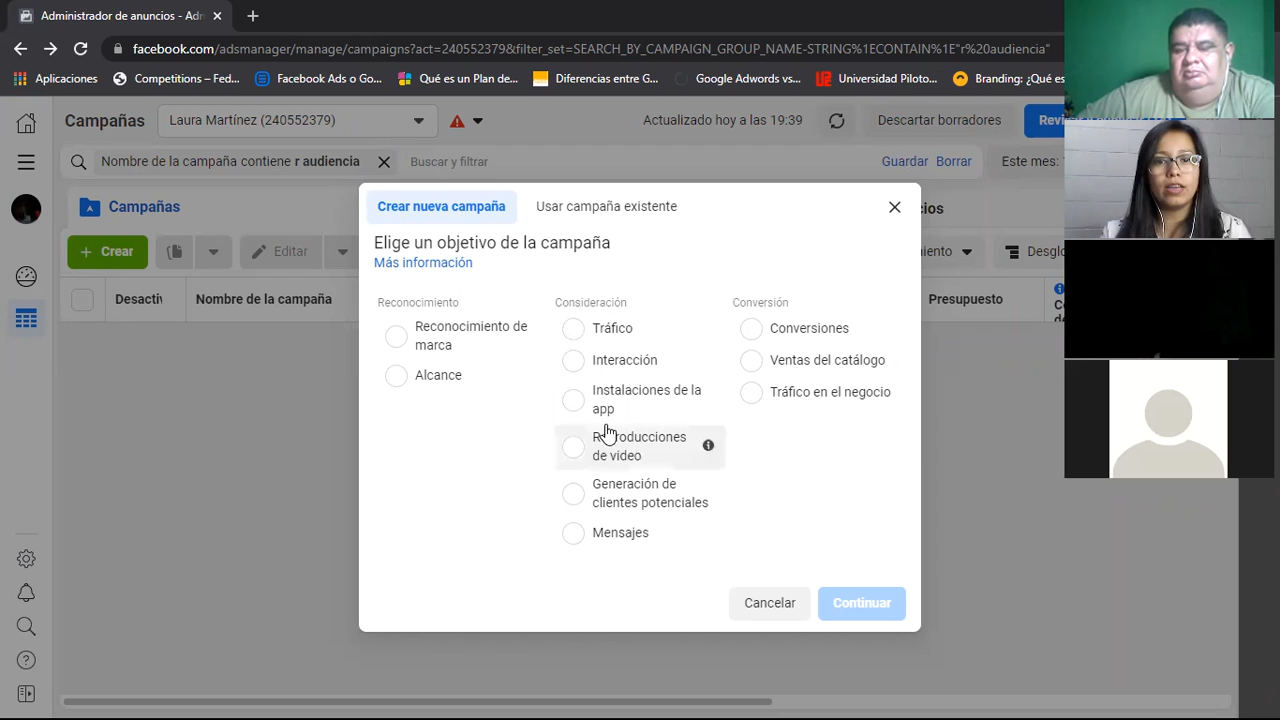 Administrador de anuncios - Adm
facebook.com/adsmanager/manage/campaigns?act=240552379&filter_set=SEARCH_BY_CAMPAIGN_GROUP_NAME-STRING%1ECONTAIN%1E"r%20audiencia"
Aplicaciones
Competitions – Fed...
Facebook Ads o Go...
Qué es un Plan de...
Diferencias entre G...
Google Adwords vs...
Universidad Piloto...
Branding: ¿Qué es
Campañas
Laura Martínez (240552379)
Actualizado hoy a las 19:39
Descartar borradores
Nombre de la campaña contiene r audiencia
Buscar y filtrar
Guardar
Borrar
Este mes:
Campañas
Crear nueva campaña
Usar campaña existente
+ Crear
Editar
Elige un objetivo de la campaña
Más información
Desglo
Desactiv
Nombre de la campaña
Presupuesto
Reconocimiento
Consideración
Conversión
Reconocimiento de
marca
Alcance
Tráfico
Interacción
Instalaciones de la
app
Reproducciones
de video
Generación de
clientes potenciales
Mensajes
Conversiones
Ventas del catálogo
Tráfico en el negocio
Cancelar
Continuar